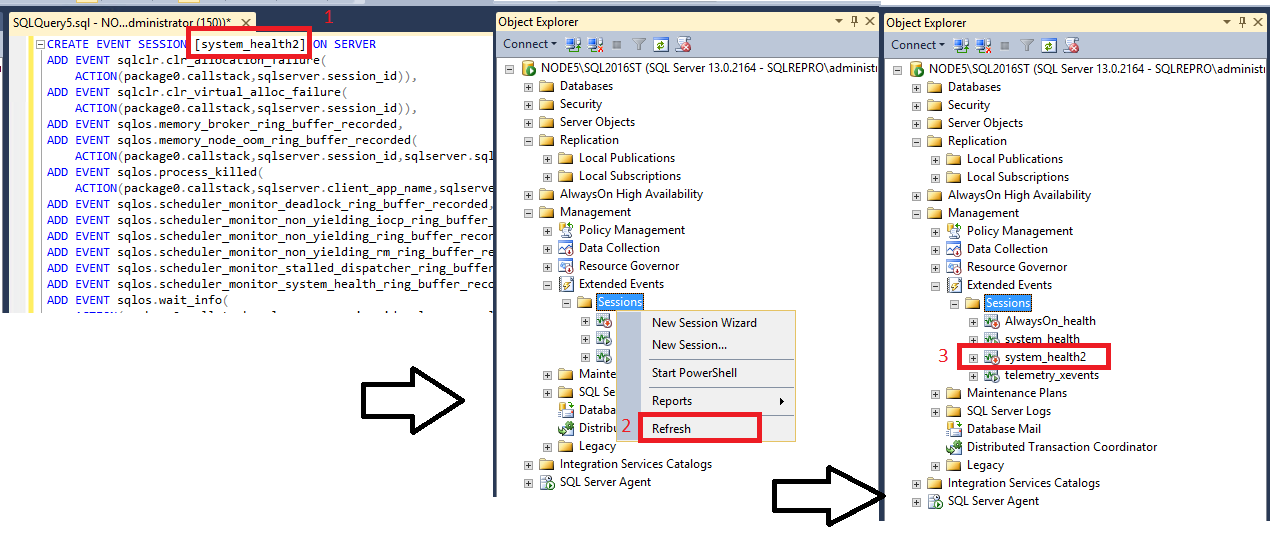 SQLQuery5.sql - NO...dministrator (150))*
1
CREATE EVENT SESSION [system_health2] ON SERVER
ADD EVENT sqlclr.clr_allocation_failure(
ACTION(package0.callstack,sqlserver.session_id)),
ADD EVENT sqlclr.clr_virtual_alloc_failure(
ACTION(package0.callstack,sqlserver.session_id)),
ADD EVENT sqlos.memory_broker_ring_buffer_recorded,
ADD EVENT sqlos.memory_node_oom_ring_buffer_recorded(
ACTION(package0.callstack,sqlserver.session_id,sqlserver.sql
ADD EVENT sqlos.process_killed(
ACTION(package0.callstack,sqlserver.client_app_name,sqlserve
ADD EVENT sqlos.scheduler_monitor_deadlock_ring_buffer_recorded,
ADD EVENT sqlos.scheduler_monitor_non_yielding_iocp_ring_buffer_
ADD EVENT sqlos.scheduler_monitor_non_yielding_ring_buffer_recor
ADD EVENT sqlos.scheduler_monitor_non_yielding_rm_ring_buffer_re
ADD EVENT sqlos.scheduler_monitor_stalled_dispatcher_ring_buffer
ADD EVENT sqlos.scheduler_monitor_system_health_ring_buffer_reco
ADD EVENT sqlos.wait_info(
Object Explorer
Connect
NODE5\SQL2016ST (SQL Server 13.0.2164 - SQLREPRO\administ
Databases
Security
Server Objects
Replication
Local Publications
Local Subscriptions
AlwaysOn High Availability
Management
Policy Management
Data Collection
Resource Governor
Extended Events
Sessions
New Session Wizard
New Session...
Start PowerShell
Reports
2
Refresh
Mainte
SQL Se
Databa
Distrib
Legacy
Integration Services Catalogs
SQL Server Agent
Object Explorer
Connect
NODE5\SQL2016ST (SQL Server 13.0.2164 - SQLREPRO\administ
Databases
Security
Server Objects
Replication
Local Publications
Local Subscriptions
AlwaysOn High Availability
Management
Policy Management
Data Collection
Resource Governor
Extended Events
Sessions
AlwaysOn_health
system_health
3
system_health2
telemetry_xevents
Maintenance Plans
SQL Server Logs
Database Mail
Distributed Transaction Coordinator
Legacy
Integration Services Catalogs
SQL Server Agent